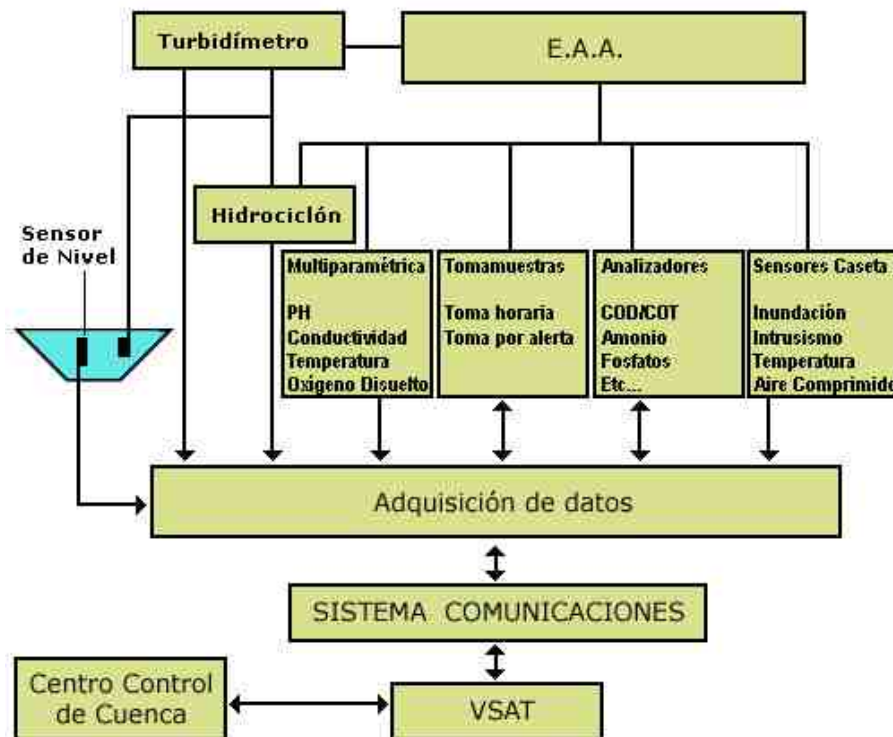 Turbidímetro
E.A.A.
Hidrociclón
Sensor
de Nivel
Multiparamétrica
PH
Conductividad
Temperatura
Oxígeno Disuelto
Tomamuestras
Toma horaria
Toma por alerta
Analizadores
COD/COT
Amonio
Fosfatos
Etc...
Sensores Caseta
Inundación
Intrusismo
Temperatura
Aire Comprimido
Adquisición de datos
SISTEMA COMUNICACIONES
Centro Control
de Cuenca
VSAT